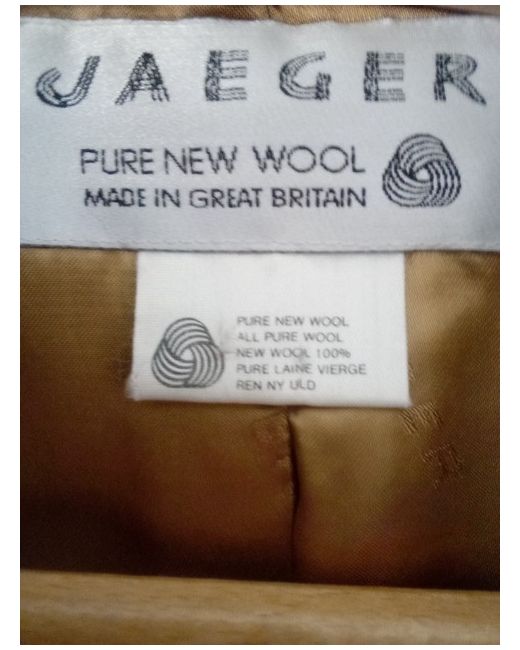 JAEGER
PURE NEW WOOL
MADE IN GREAT BRITAIN
PURE NEW WOOL
ALL PURE WOOL
NEW WOOL 100%
PURE LAINE VIERGE
REN NY ULD